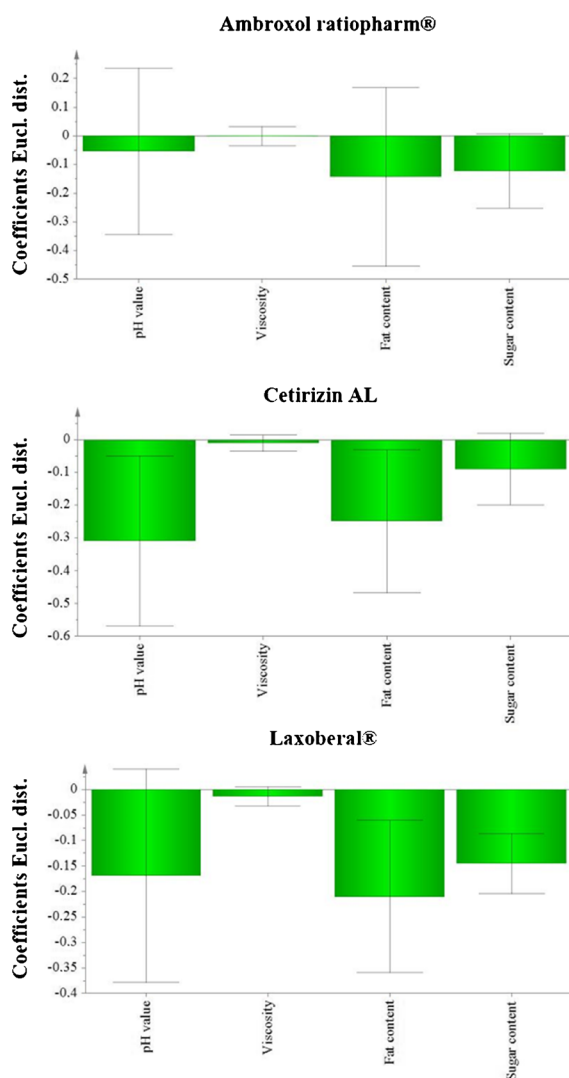 Ambroxol ratiopharm®
Coefficients Eucl. dist.
0.2
0.1
0
-0.1
-0.2
-0.3
-0.4
-0.5
pH value
Viscosity
Fat content
Sugar content
Cetirizin AL
Coefficients Eucl. dist.
0
-0.1
-0.2
-0.3
-0.4
-0.5
-0.6
pH value
Viscosity
Fat content
Sugar content
Laxoberal®
Coefficients Eucl. dist.
0
-0.05
-0.1
-0.15
-0.2
-0.25
-0.3
-0.35
-0.4
pH value
Viscosity
Fat content
Sugar content